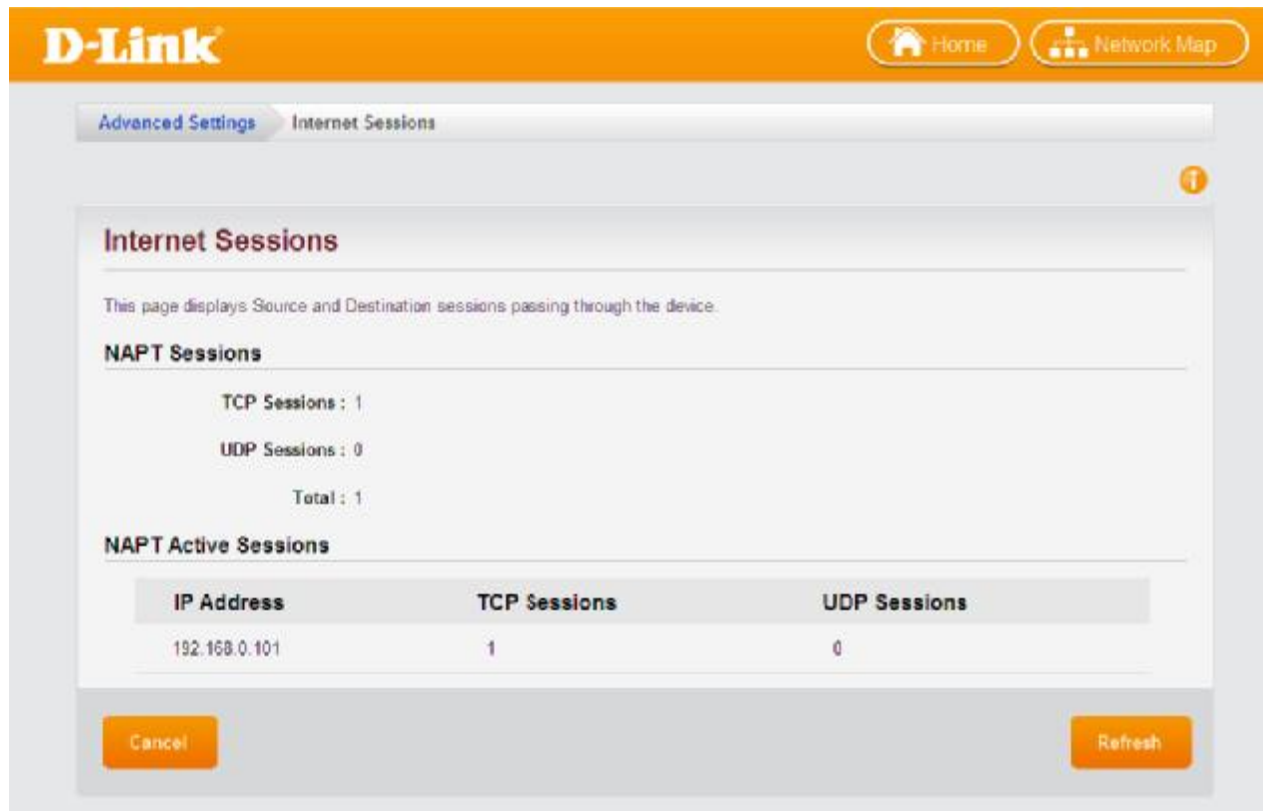 D-Link
Home
Network Map
Advanced Settings
Internet Sessions
Internet Sessions
This page displays Source and Destination sessions passing through the device.
NAPT Sessions
TCP Sessions : 1
UDP Sessions : 0
Total : 1
NAPT Active Sessions
IP Address TCP Sessions UDP Sessions
192.168.0.101 1 0
Cancel
Refresh